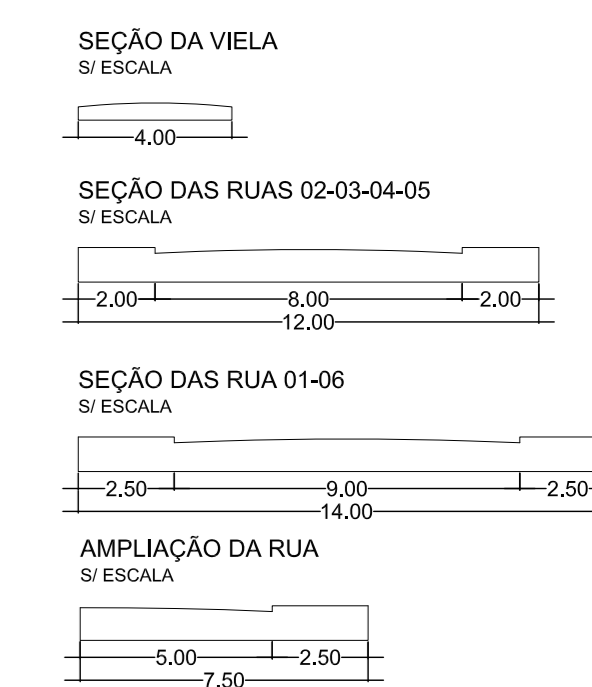 SEÇÃO DA VIELA
S/ ESCALA
4.00
SEÇÃO DAS RUAS 02-03-04-05
S/ ESCALA
2.00 8.00 2.00
12.00
SEÇÃO DAS RUA 01-06
S/ ESCALA
2.50 9.00 2.50
14.00
AMPLIAÇÃO DA RUA
S/ ESCALA
5.00 2.50
7.50